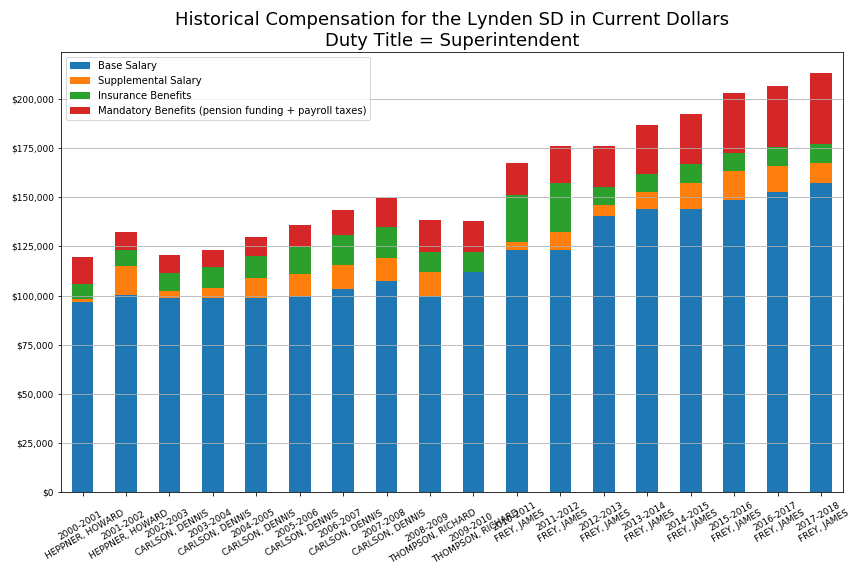 Historical Compensation for the Lynden SD in Current Dollars
Duty Title = Superintendent
Base Salary
Supplemental Salary
Insurance Benefits
Mandatory Benefits (pension funding + payroll taxes)
$200,000
$175,000
$150,000
$125,000
$100,000
$75,000
$50,000
$25,000
$0
2000-2001
HEPPNER, HOWARD
2001-2002
HEPPNER, HOWARD
2002-2003
CARLSON, DENNIS
2003-2004
CARLSON, DENNIS
2004-2005
CARLSON, DENNIS
2005-2006
CARLSON, DENNIS
2006-2007
CARLSON, DENNIS
2007-2008
CARLSON, DENNIS
2008-2009
THOMPSON, RICHARD
2009-2010
THOMPSON, RICHARD
2010-2011
FREY, JAMES
2011-2012
FREY, JAMES
2012-2013
FREY, JAMES
2013-2014
FREY, JAMES
2014-2015
FREY, JAMES
2015-2016
FREY, JAMES
2016-2017
FREY, JAMES
2017-2018
FREY, JAMES